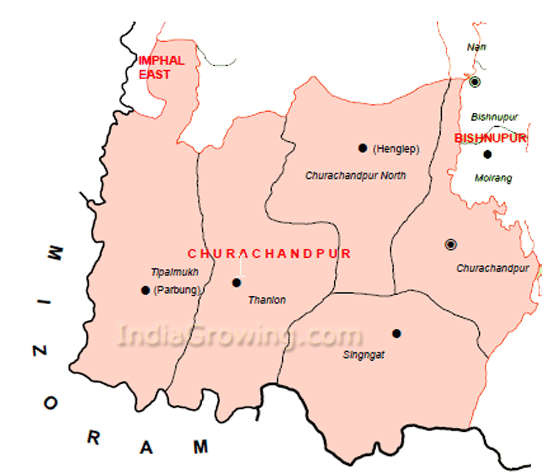 Nan
IMPHAL
EAST
Bishnupur
BISHNUPUR
(Henglep)
Churachandpur North
Moirang
CHURACHANDPUR
Tipaimukh
(Parbung)
Thanlon
Churachandpur
IndiaGrowing.com
Singngat
MIZORAM